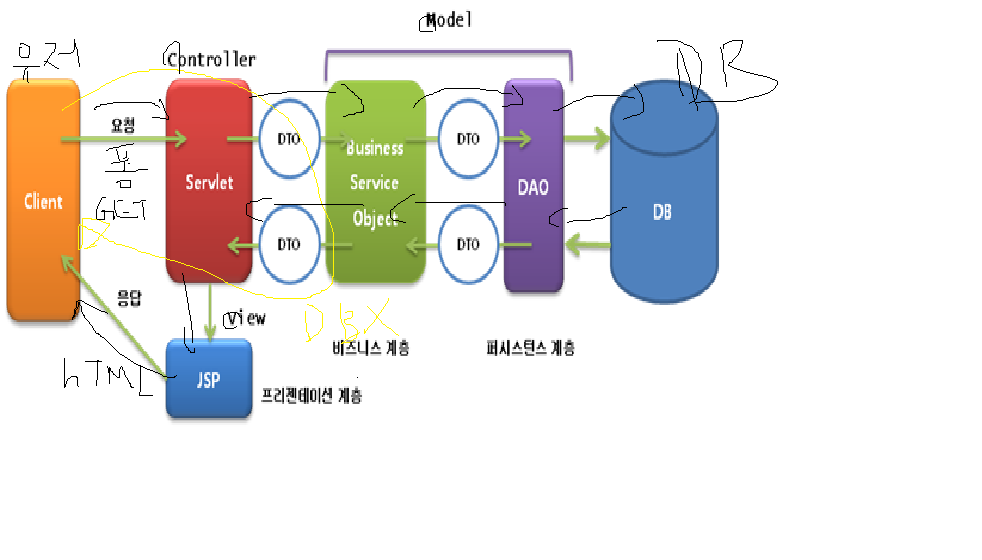 Model
유저
Controller
DB
요청
폼
GET
Client
Servlet
DTO
Business
Service
Object
DTO
DAO
DB
DTO
DTO
응답
View
DBX
HTML
JSP
비즈니스 계층
퍼시스턴스 계층
프리젠테이션 계층